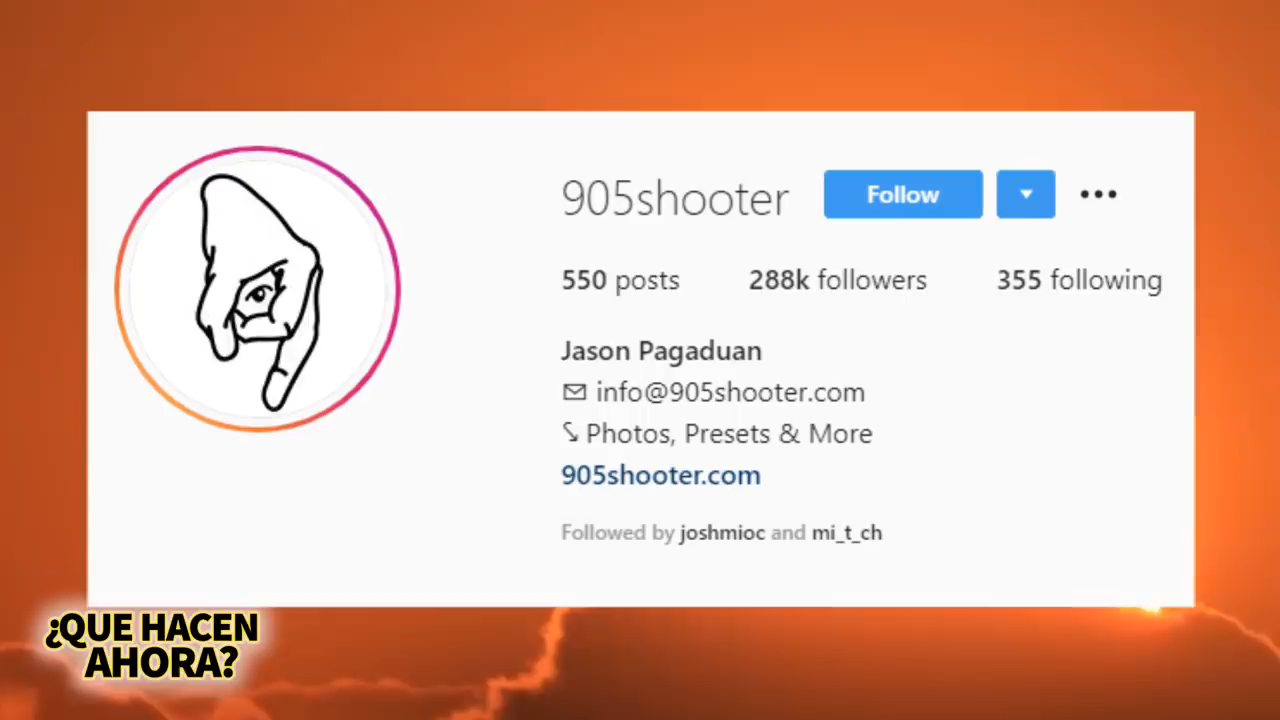 905shooter
Follow
550 posts 288k followers 355 following
Jason Pagaduan
info@905shooter.com
Photos, Presets & More
905shooter.com
Followed by joshmioc and mi_t_ch
¿QUE HACEN
AHORA?